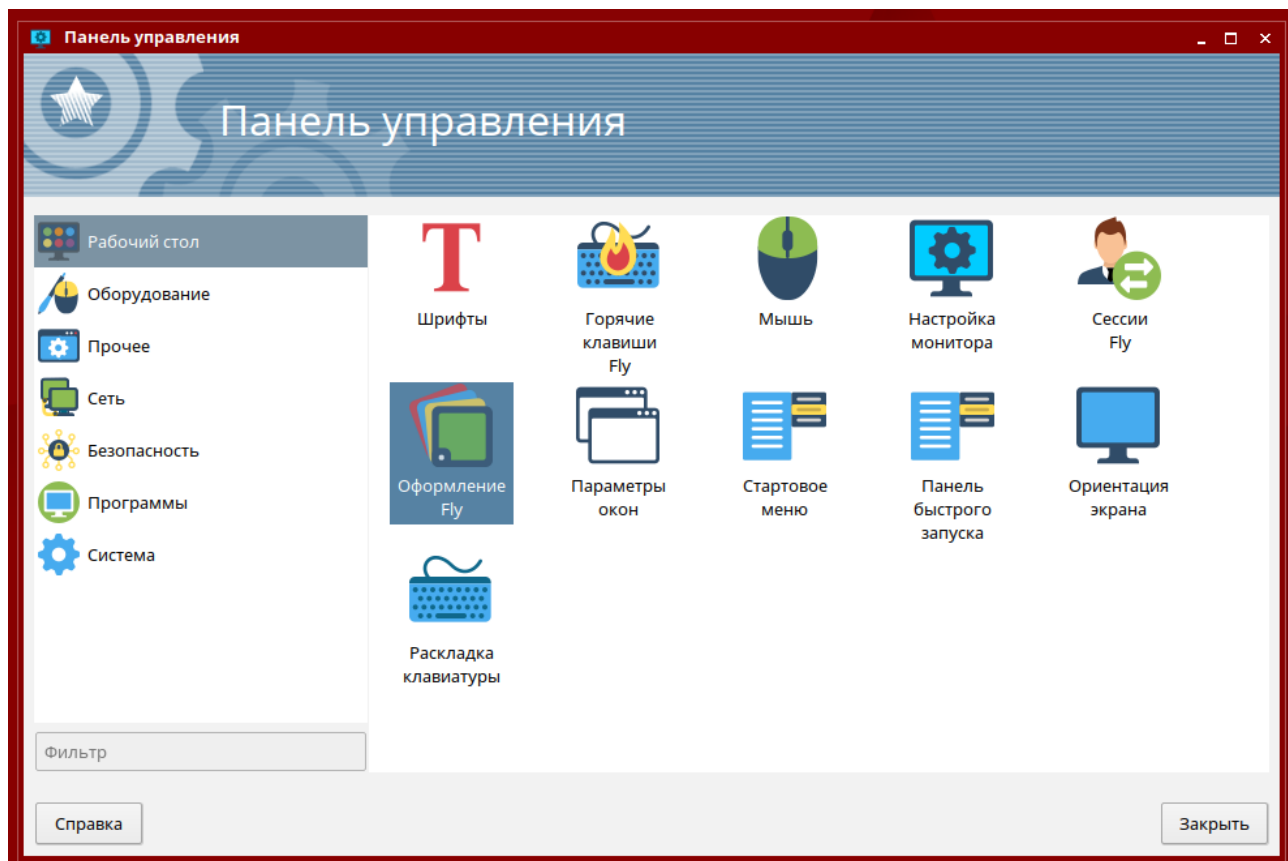 Панель управления
Панель управления
Рабочий стол
Оборудование
Прочее
Сеть
Безопасность
Программы
Система
Фильтр
Шрифты
Горячие
клавиши
Fly
Мышь
Настройка
монитора
Сессии
Fly
Оформление
Fly
Параметры
окон
Стартовое
меню
Панель
быстрого
запуска
Ориентация
экрана
Раскладка
клавиатуры
Справка
Закрыть